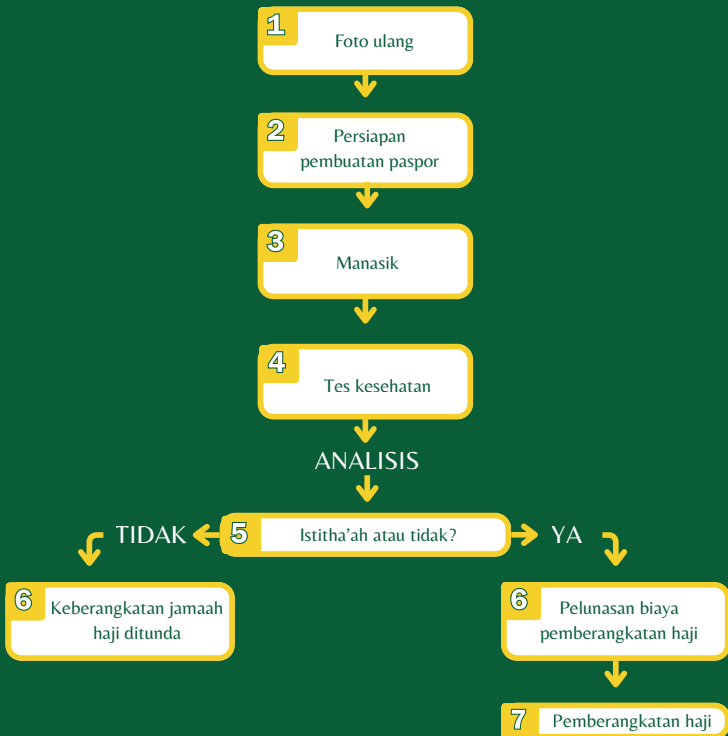 1
Foto ulang
2
Persiapan
pembuatan paspor
3
Manasik
4
Tes kesehatan
ANALISIS
TIDAK
5
Istitha'ah atau tidak?
YA
6
Keberangkatan jamaah
haji ditunda
6
Pelunasan biaya
pemberangkatan haji
7
Pemberangkatan haji